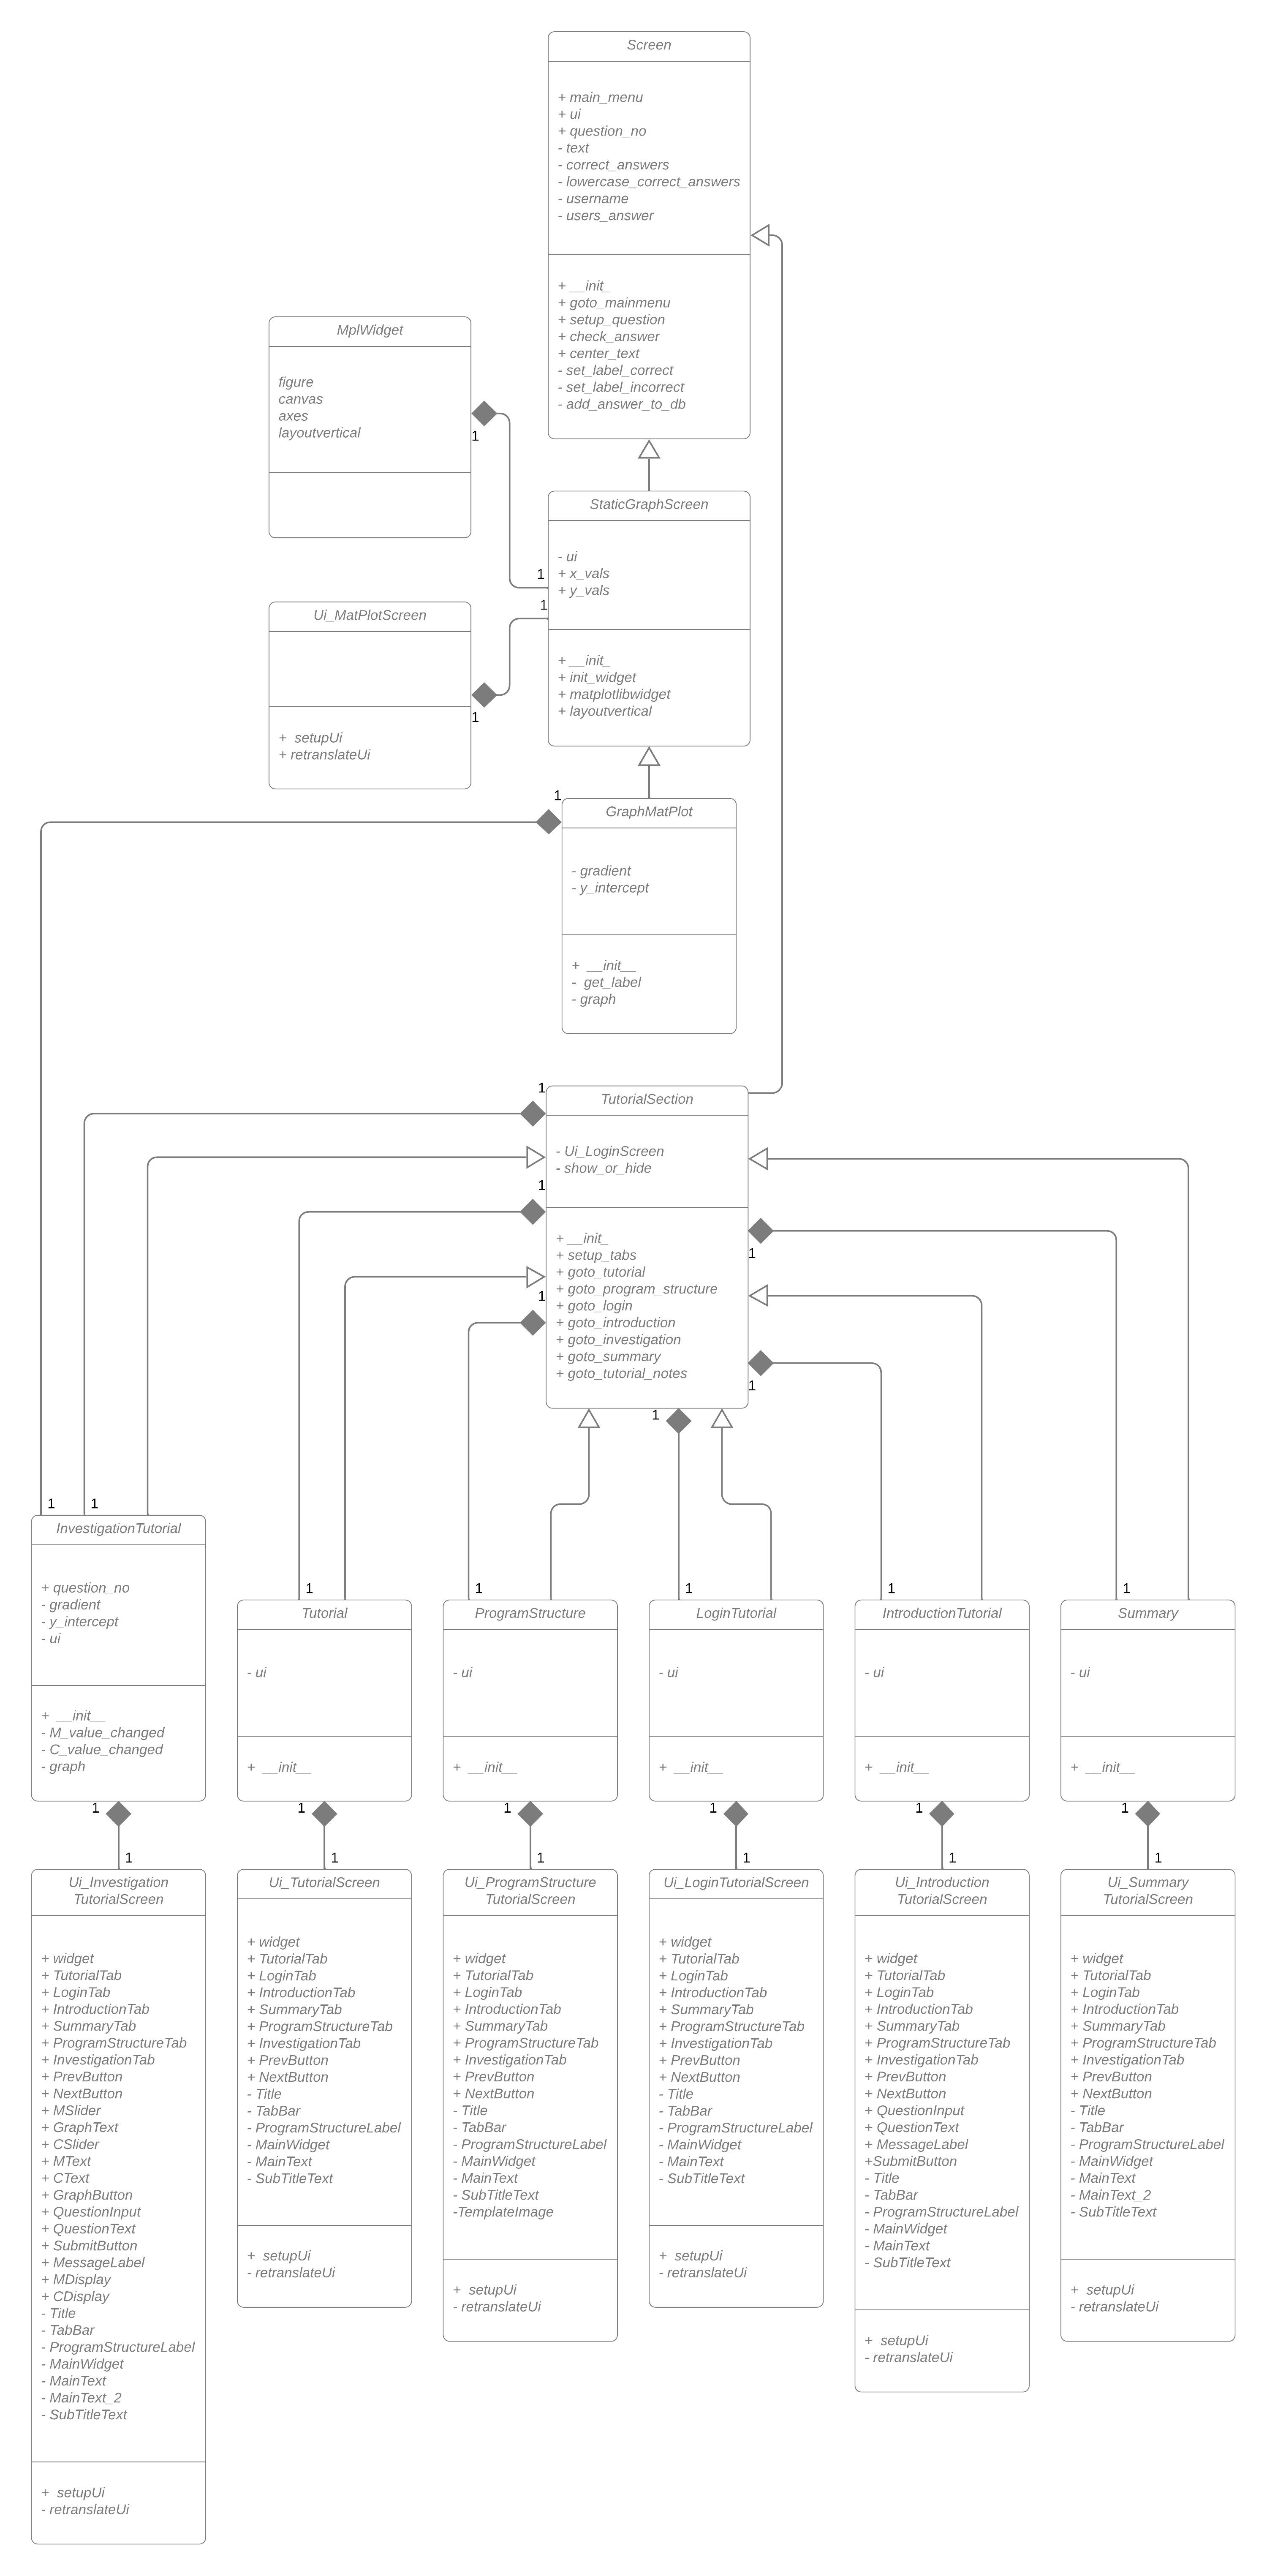 Screen
+ main_menu
+ ui
+ question_no
- text
- correct_answers
- lowercase_correct_answers
- username
- users_answer
+ __init_
+ goto_mainmenu
+ setup_question
+ check_answer
+ center_text
- set_label_correct
- set_label_incorrect
- add_answer_to_db
MplWidget
figure
canvas
axes
layoutvertical
1
StaticGraphScreen
- ui
+ x_vals
+ y_vals
+ __init_
+ init_widget
+ matplotlibwidget
+ layoutvertical
1
1
Ui_MatPlotScreen
+  setupUi
+ retranslateUi
1
1
GraphMatPlot
- gradient
- y_intercept
+  __init__
-  get_label
- graph
1
TutorialSection
- Ui_LoginScreen
- show_or_hide
1
+ __init_
+ setup_tabs
+ goto_tutorial
+ goto_program_structure
+ goto_login
+ goto_introduction
+ goto_investigation
+ goto_summary
+ goto_tutorial_notes
1
1
1
1
1
1
InvestigationTutorial
+ question_no
- gradient
- y_intercept
- ui
+  __init__
- M_value_changed
- C_value_changed
- graph
1
1
Tutorial
- ui
+  __init__
1
ProgramStructure
- ui
+  __init__
1
LoginTutorial
- ui
+  __init__
1
IntroductionTutorial
- ui
+  __init__
1
Summary
- ui
+  __init__
1
1
1
1
1
1
1
1
1
1
1
1
Ui_Investigation
TutorialScreen
+ widget
+ TutorialTab
+ LoginTab
+ IntroductionTab
+ SummaryTab
+ ProgramStructureTab
+ InvestigationTab
+ PrevButton
+ NextButton
+ MSlider
+ GraphText
+ CSlider
+ MText
+ CText
+ GraphButton
+ QuestionInput
+ QuestionText
+ SubmitButton
+ MessageLabel
+ MDisplay
+ CDisplay
- Title
- TabBar
- ProgramStructureLabel
- MainWidget
- MainText
- MainText_2
- SubTitleText
+  setupUi
- retranslateUi
Ui_TutorialScreen
+ widget
+ TutorialTab
+ LoginTab
+ IntroductionTab
+ SummaryTab
+ ProgramStructureTab
+ InvestigationTab
+ PrevButton
+ NextButton
- Title
- TabBar
- ProgramStructureLabel
- MainWidget
- MainText
- SubTitleText
+  setupUi
- retranslateUi
Ui_ProgramStructure
TutorialScreen
+ widget
+ TutorialTab
+ LoginTab
+ IntroductionTab
+ SummaryTab
+ ProgramStructureTab
+ InvestigationTab
+ PrevButton
+ NextButton
- Title
- TabBar
- ProgramStructureLabel
- MainWidget
- MainText
- SubTitleText
-TemplateImage
+  setupUi
- retranslateUi
Ui_LoginTutorialScreen
+ widget
+ TutorialTab
+ LoginTab
+ IntroductionTab
+ SummaryTab
+ ProgramStructureTab
+ InvestigationTab
+ PrevButton
+ NextButton
- Title
- TabBar
- ProgramStructureLabel
- MainWidget
- MainText
- SubTitleText
+  setupUi
- retranslateUi
Ui_Introduction
TutorialScreen
+ widget
+ TutorialTab
+ LoginTab
+ IntroductionTab
+ SummaryTab
+ ProgramStructureTab
+ InvestigationTab
+ PrevButton
+ NextButton
+ QuestionInput
+ QuestionText
+ MessageLabel
+SubmitButton
- Title
- TabBar
- ProgramStructureLabel
- MainWidget
- MainText
- SubTitleText
+  setupUi
- retranslateUi
Ui_Summary
TutorialScreen
+ widget
+ TutorialTab
+ LoginTab
+ IntroductionTab
+ SummaryTab
+ ProgramStructureTab
+ InvestigationTab
+ PrevButton
+ NextButton
- Title
- TabBar
- ProgramStructureLabel
- MainWidget
- MainText
- MainText_2
- SubTitleText
+  setupUi
- retranslateUi